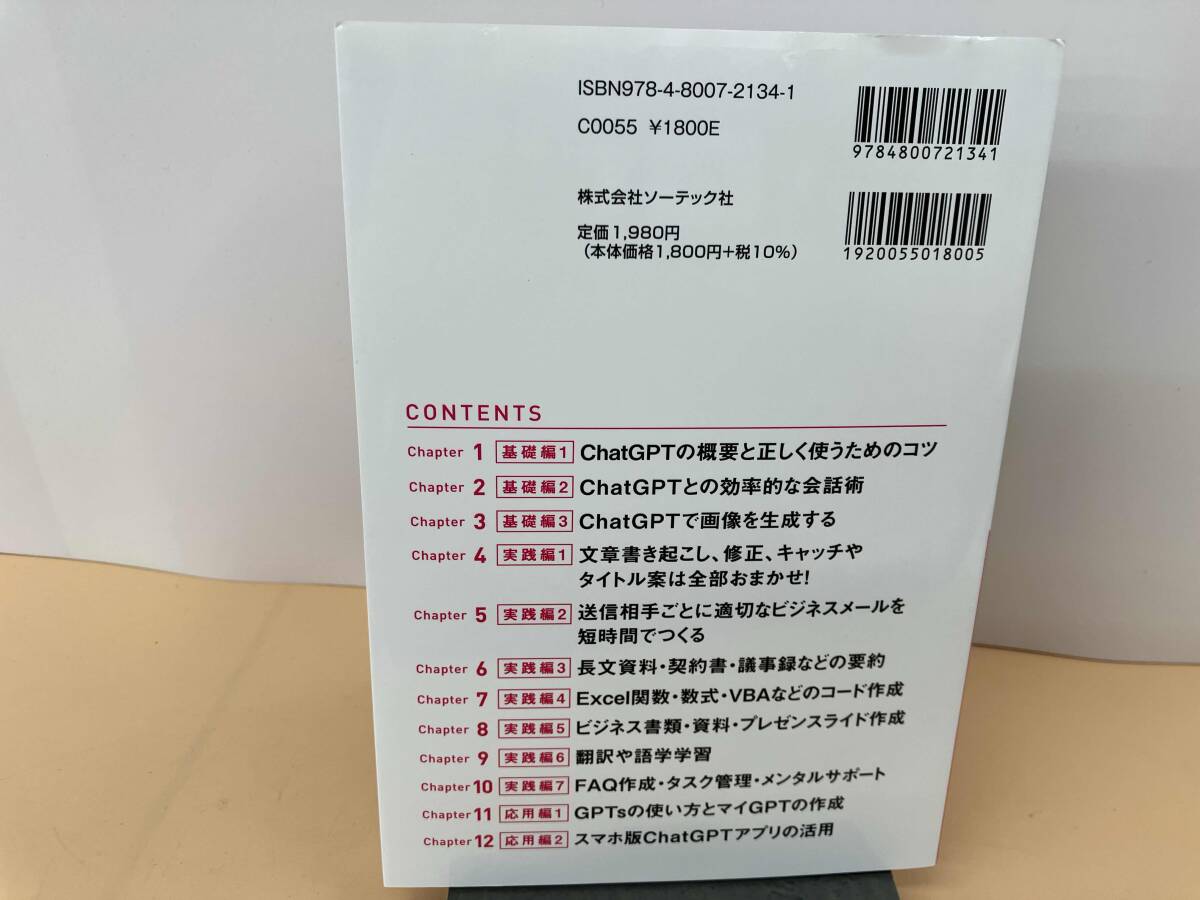 ISBN978-4-8007-2134-1
C0055 ¥1800E
9784800721341
株式会社ソーテック社
定価1,980円
(本体価格1,800円+税10%)
1920055018005
CONTENTS
Chapter 1 基礎編1 ChatGPTの概要と正しく使うためのコツ
Chapter 2 基礎編2 ChatGPTとの効率的な会話術
Chapter 3 基礎編3 ChatGPTで画像を生成する
Chapter 4 実践編1 文章書き起こし、修正、キャッチや
タイトル案は全部おまかせ!
Chapter 5 実践編2 送信相手ごとに適切なビジネスメールを
短時間でつくる
Chapter 6 実践編3 長文資料・契約書・議事録などの要約
Chapter 7 実践編4 Excel関数・数式・VBAなどのコード作成
Chapter 8 実践編5 ビジネス書類・資料・プレゼンスライド作成
Chapter 9 実践編6 翻訳や語学学習
Chapter 10 実践編7 FAQ作成・タスク管理・メンタルサポート
Chapter 11 応用編1 GPTsの使い方とマイGPTの作成
Chapter 12 応用編2 スマホ版ChatGPTアプリの活用